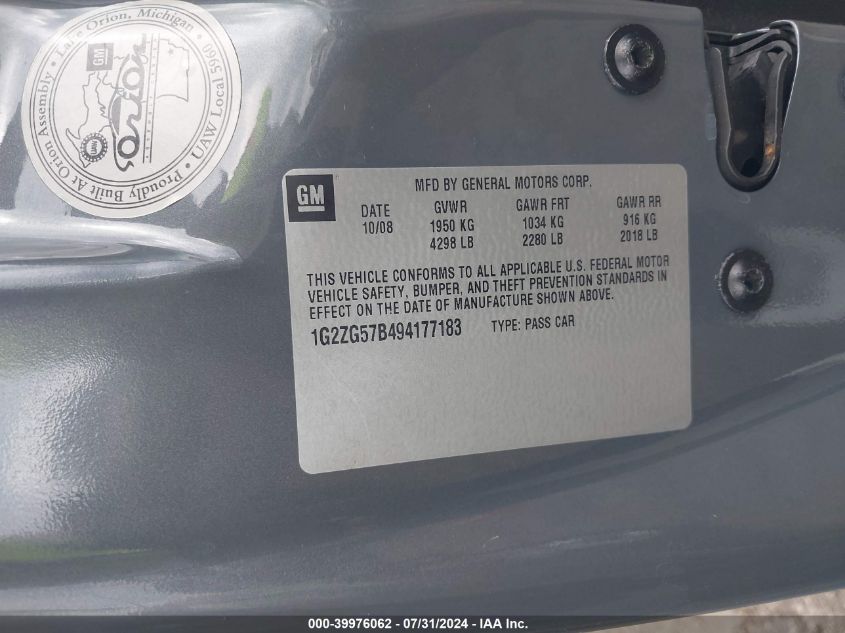 Proudly Built At Orion Assembly • Lake Orion, Michigan • UAW Local 5960
GM
orion
GM
MFD BY GENERAL MOTORS CORP.
DATE GVWR GAWR FRT GAWR RR
10/08 1950 KG 1034 KG 916 KG
4298 LB 2280 LB 2018 LB
THIS VEHICLE CONFORMS TO ALL APPLICABLE U.S. FEDERAL MOTOR
VEHICLE SAFETY, BUMPER, AND THEFT PREVENTION STANDARDS IN
EFFECT ON THE DATE OF MANUFACTURE SHOWN ABOVE.
1G2ZG57B494177183 TYPE: PASS CAR
000-39976062 / 07/31/2024 - IAA Inc.